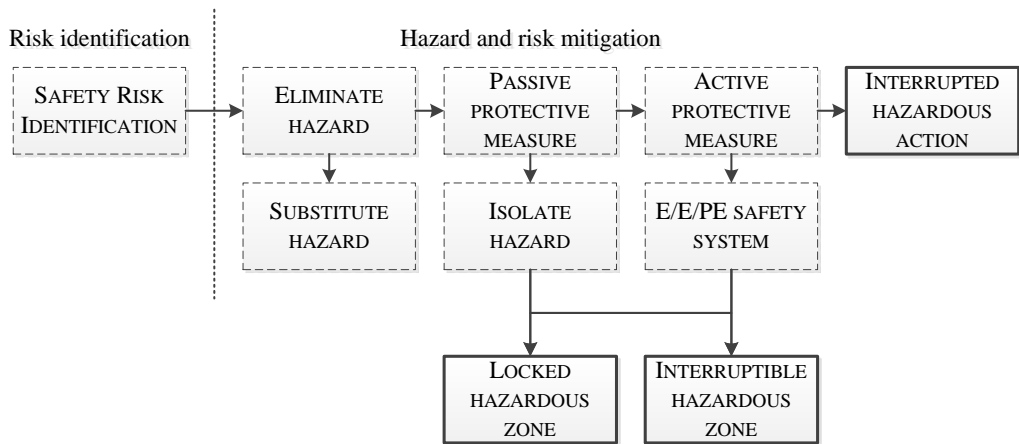 Risk identification
Hazard and risk mitigation
SAFETY RISK
IDENTIFICATION
ELIMINATE
HAZARD
PASSIVE
PROTECTIVE
MEASURE
ACTIVE
PROTECTIVE
MEASURE
INTERRUPTED
HAZARDOUS
ACTION
SUBSTITUTE
HAZARD
ISOLATE
HAZARD
E/E/PE SAFETY
SYSTEM
LOCKED
HAZARDOUS
ZONE
INTERRUPTIBLE
HAZARDOUS
ZONE